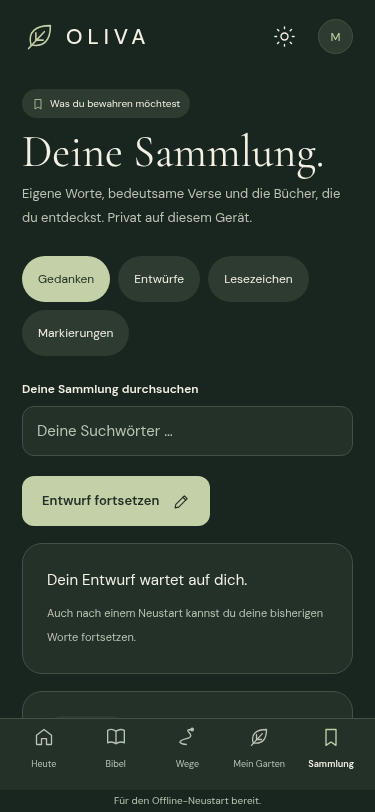 OLIVA
M
Was du bewahren möchtest
Deine Sammlung.
Eigene Worte, bedeutsame Verse und die Bücher, die
du entdeckst. Privat auf diesem Gerät.
Gedanken
Entwürfe
Lesezeichen
Markierungen
Deine Sammlung durchsuchen
Deine Suchwörter ...
Entwurf fortsetzen
Dein Entwurf wartet auf dich.
Auch nach einem Neustart kannst du deine bisherigen
Worte fortsetzen.
Heute
Bibel
Wege
Mein Garten
Sammlung
Für den Offline-Neustart bereit.